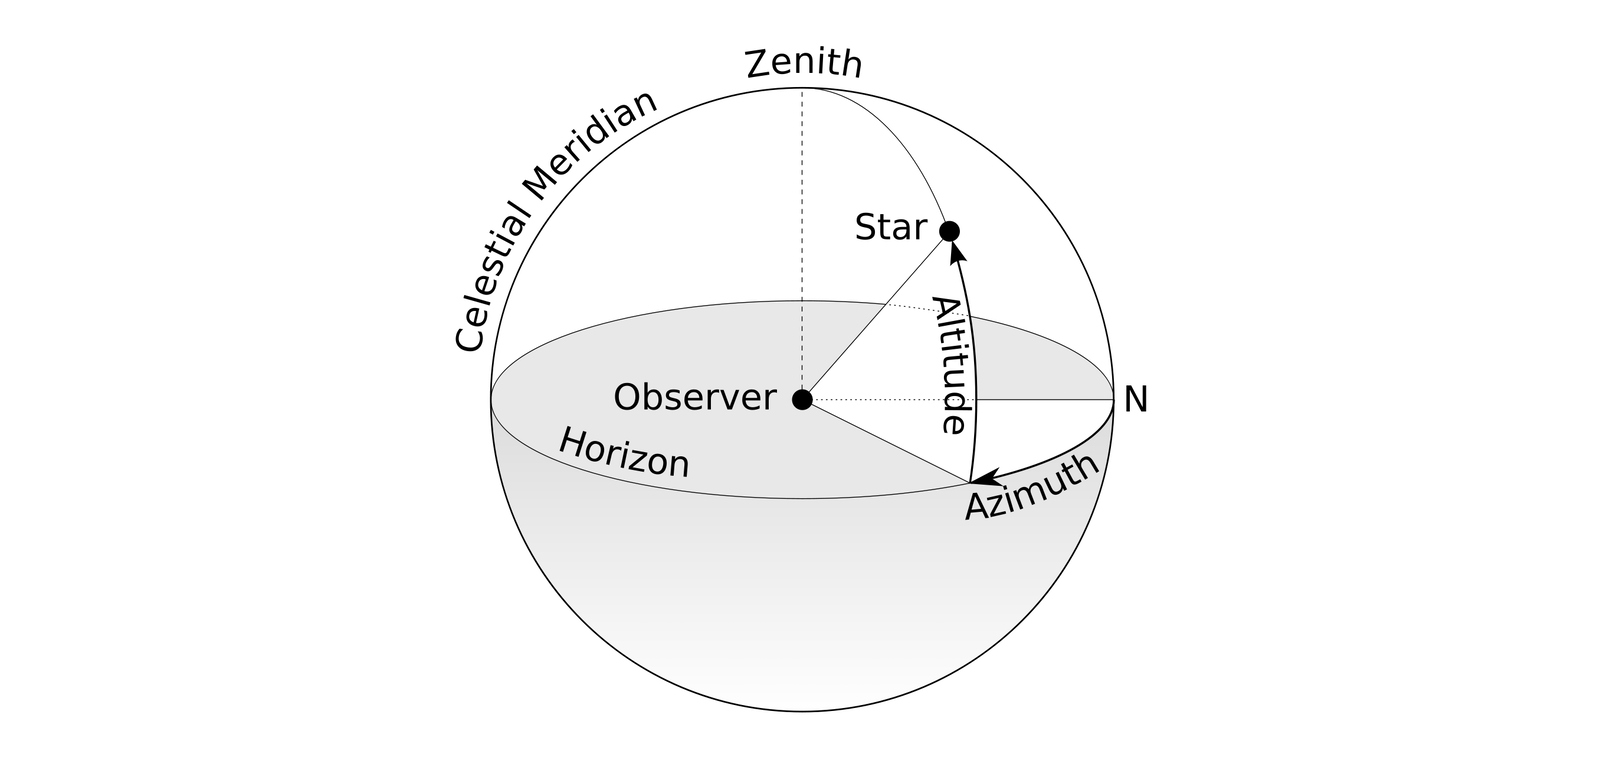 Zenith
Celestial Meridian
Star
Altitude
Observer
N
Horizon
Azimuth